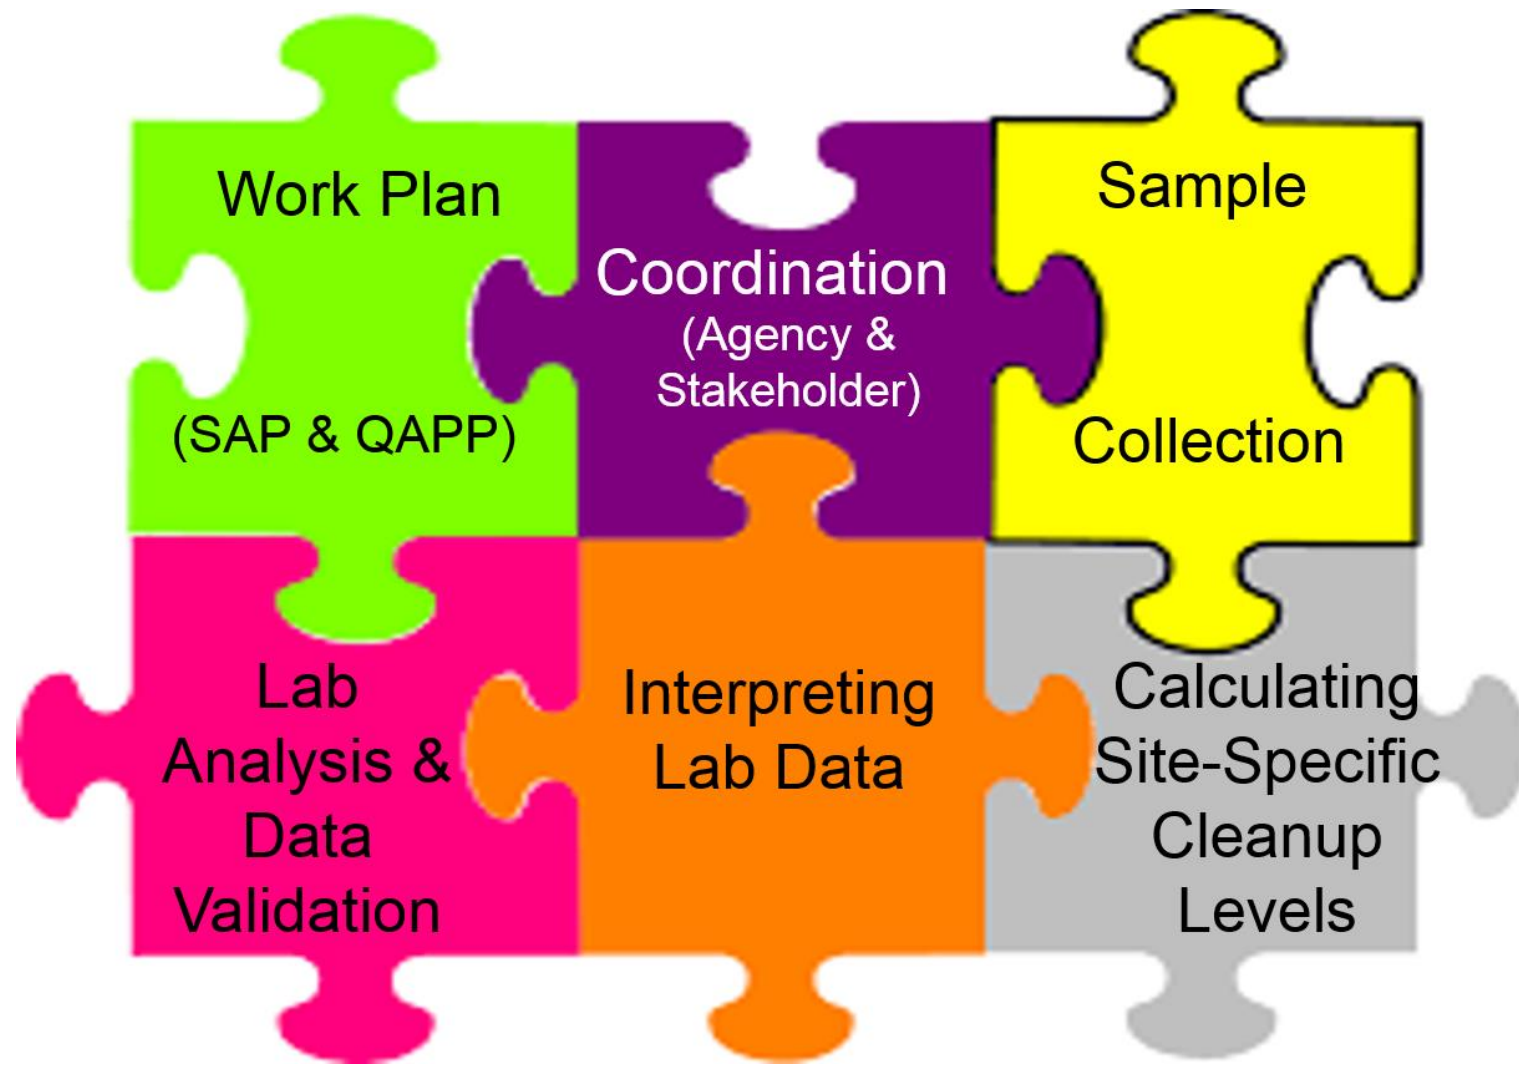 Work Plan
(SAP & QAPP)
Coordination
(Agency &
Stakeholder)
Sample
Collection
Lab
Analysis &
Data
Validation
Interpreting
Lab Data
Calculating
Site-Specific
Cleanup
Levels